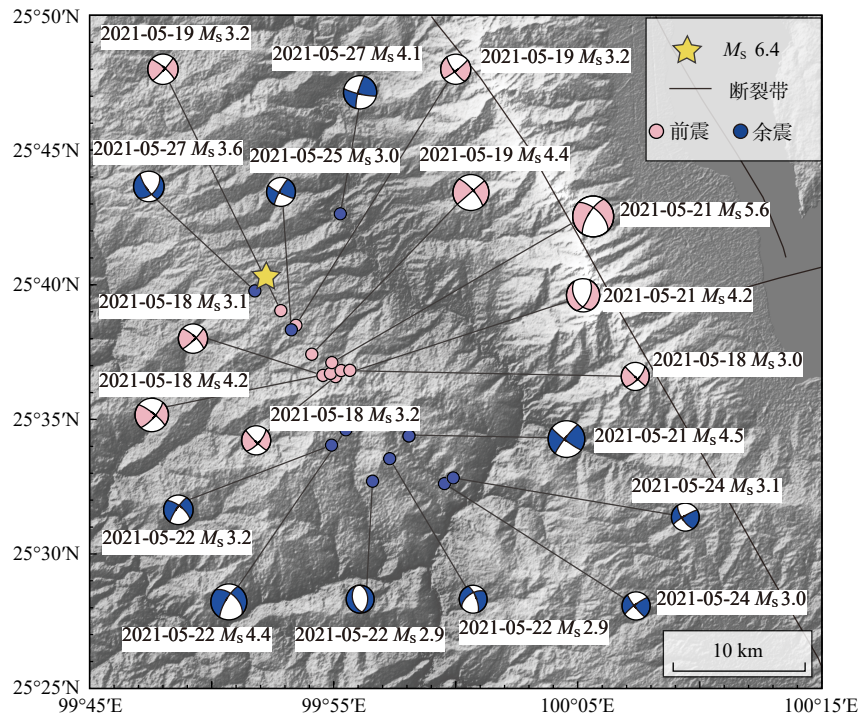 25°50′N
25°45′N
25°40′N
25°35′N
25°30′N
25°25′N
2021-05-19 Ms 3.2
2021-05-27 Ms 4.1
2021-05-19 Ms 3.2
Ms 6.4
断裂带
前震
余震
2021-05-27 Ms 3.6
2021-05-25 Ms 3.0
2021-05-19 Ms 4.4
2021-05-21 Ms 5.6
2021-05-18 Ms 3.1
2021-05-21 Ms 4.2
2021-05-18 Ms 4.2
2021-05-18 Ms 3.0
2021-05-18 Ms 3.2
2021-05-21 Ms 4.5
2021-05-24 Ms 3.1
2021-05-22 Ms 3.2
2021-05-24 Ms 3.0
2021-05-22 Ms 4.4
2021-05-22 Ms 2.9
2021-05-22 Ms 2.9
10 km
99°45′E
99°55′E
100°05′E
100°15′E